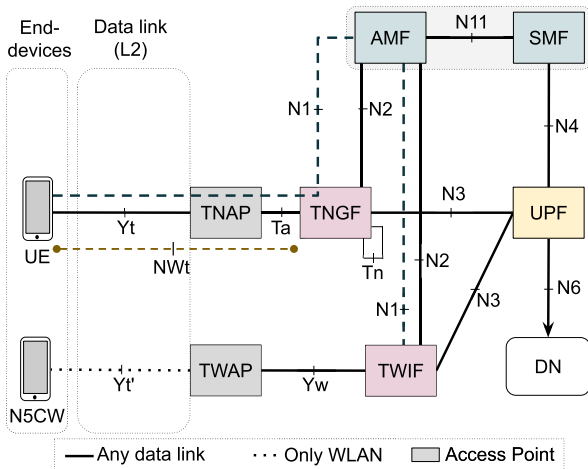 End-
devices
Data link
(L2)
AMF
N11
SMF
N1
N2
N4
UE
Yt
TNAP
Ta
TNGF
N3
UPF
NWt
Tn
N2
N3
N6
N1
N5CW
Yt'
TWAP
Yw
TWIF
DN
Any data link
Only WLAN
Access Point